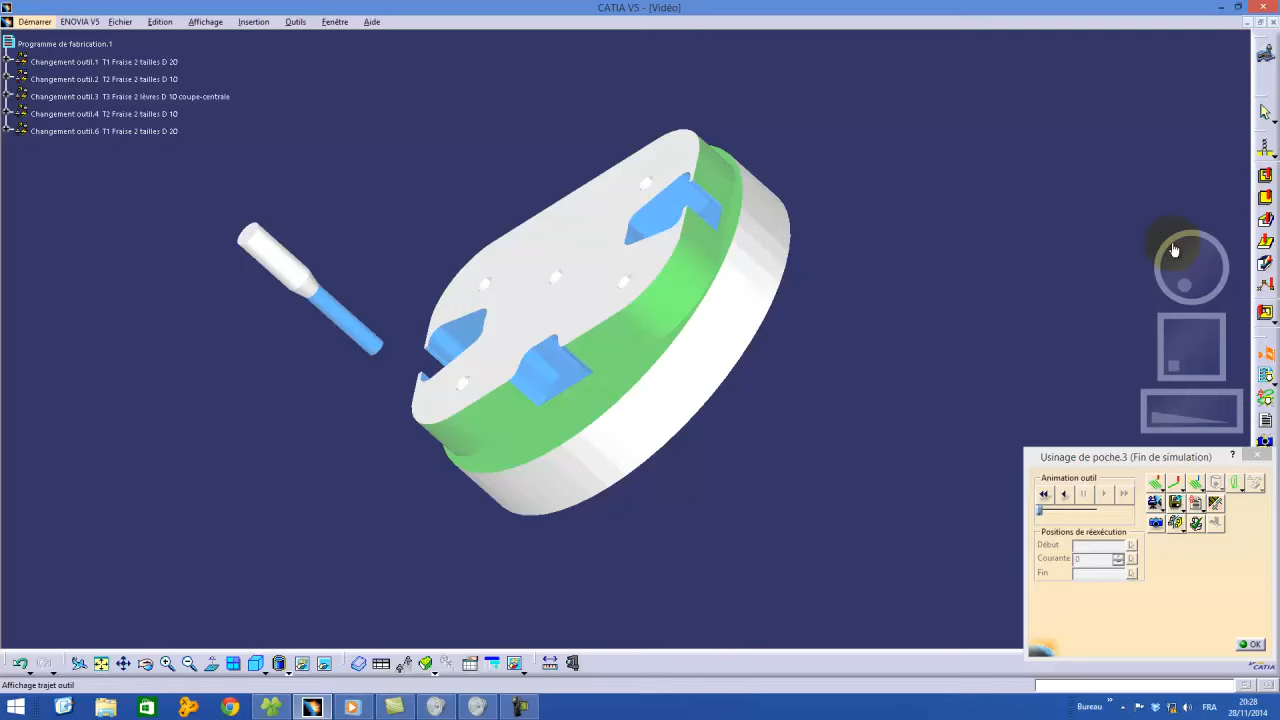 CATIA V5 - [Vidéo]
Démarrer ENOVIA V5 Fichier Edition Affichage Insertion Outils Fenêtre Aide
Programme de fabrication.1
Changement outil.1 T1 Fraise 2 tailles D 20
Changement outil.2 T2 Fraise 2 tailles D 10
Changement outil.3 T3 Fraise 2 lèvres D 10 coupe-centrale
Changement outil.4 T2 Fraise 2 tailles D 10
Changement outil.6 T1 Fraise 2 tailles D 20
Usinage de poche.3 (Fin de simulation)
Animation outil
Positions de réexécution
Début
Courante 0
Fin
OK
CATIA
Affichage trajet outil
Bureau
FRA
20:28
28/11/2014